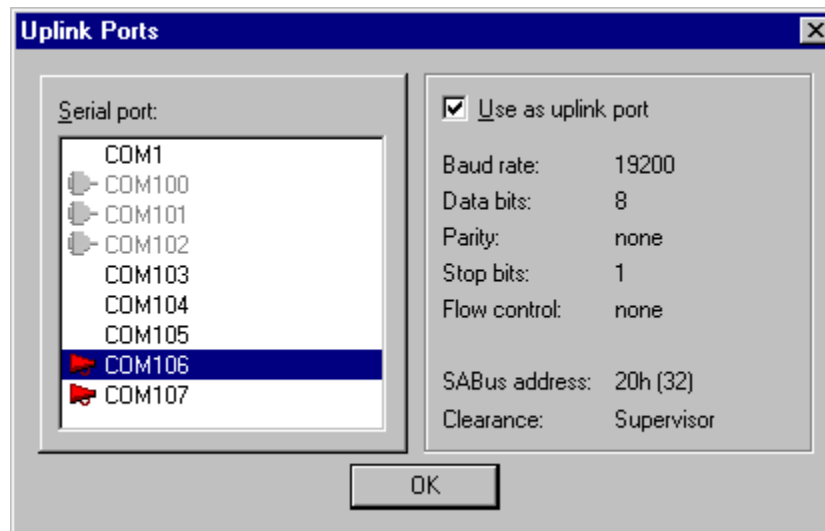 Uplink Ports
Serial port:
COM1
COM100
COM101
COM102
COM103
COM104
COM105
COM106
COM107
Use as uplink port
Baud rate: 19200
Data bits: 8
Parity: none
Stop bits: 1
Flow control: none
SABus address: 20h (32)
Clearance: Supervisor
OK